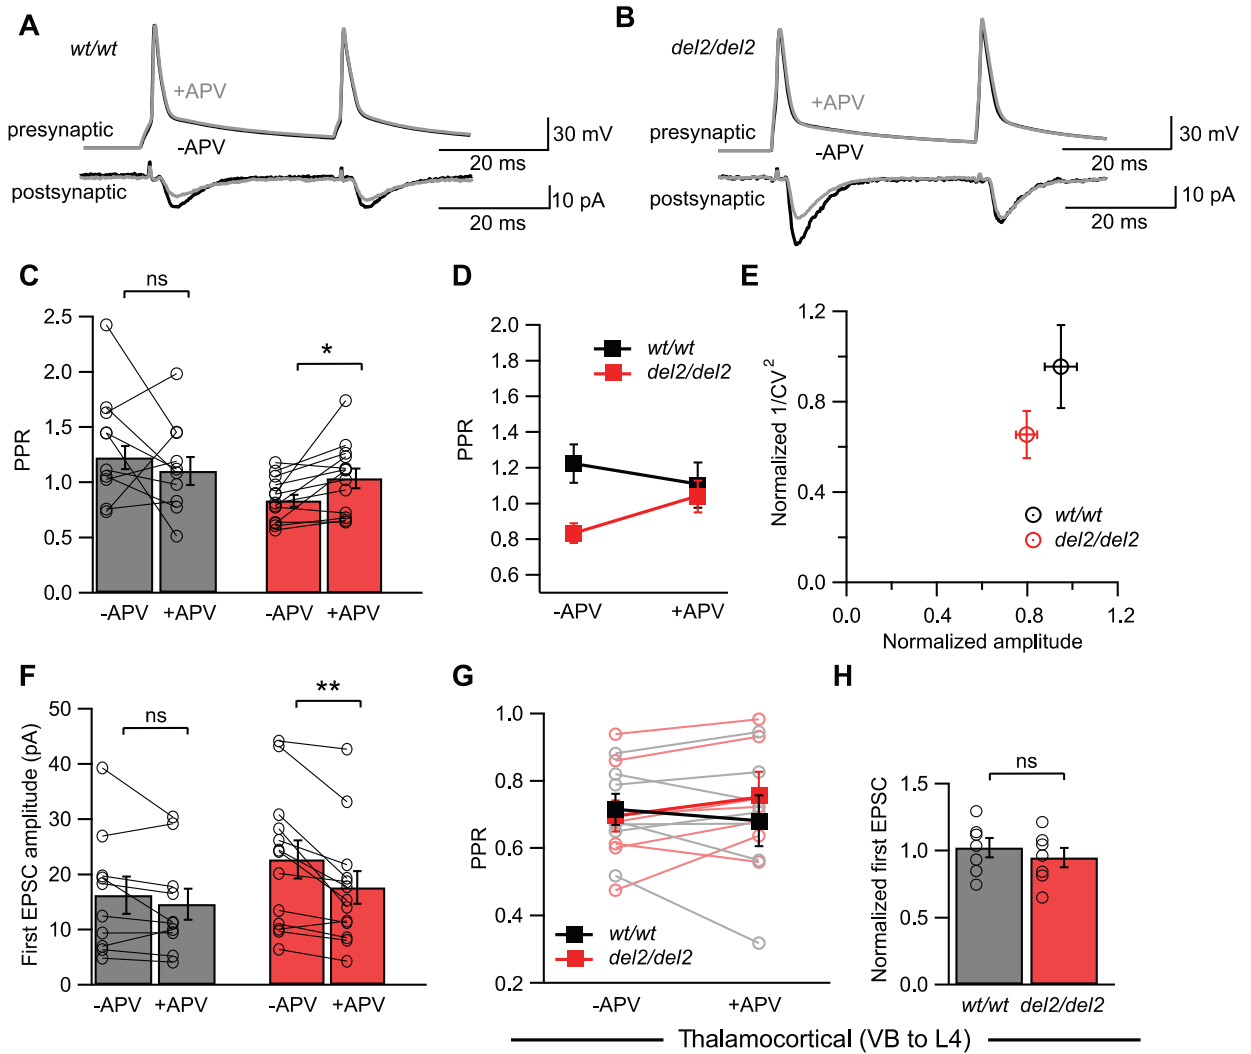 A
wt/wt
+APV
presynaptic
-APV
30 mV
20 ms
postsynaptic
10 pA
20 ms
B
del2/del2
+APV
presynaptic
-APV
30 mV
20 ms
postsynaptic
10 pA
20 ms
C
ns
*
PPR
2.5
2.0
1.5
1.0
0.5
0.0
-APV +APV -APV +APV
D
PPR
2.0
1.8
1.6
1.4
1.2
1.0
0.8
0.6
wt/wt
del2/del2
-APV +APV
E
Normalized 1/CV2
1.2
0.8
0.4
0.0
wt/wt
del2/del2
0.0 0.4 0.8 1.2
Normalized amplitude
F
ns
**
First EPSC amplitude (pA)
50
40
30
20
10
0
-APV +APV -APV +APV
G
PPR
1.0
0.8
0.6
0.4
0.2
wt/wt
del2/del2
-APV +APV
H
ns
Normalized first EPSC
1.5
1.0
0.5
0.0
wt/wt del2/del2
Thalamocortical (VB to L4)